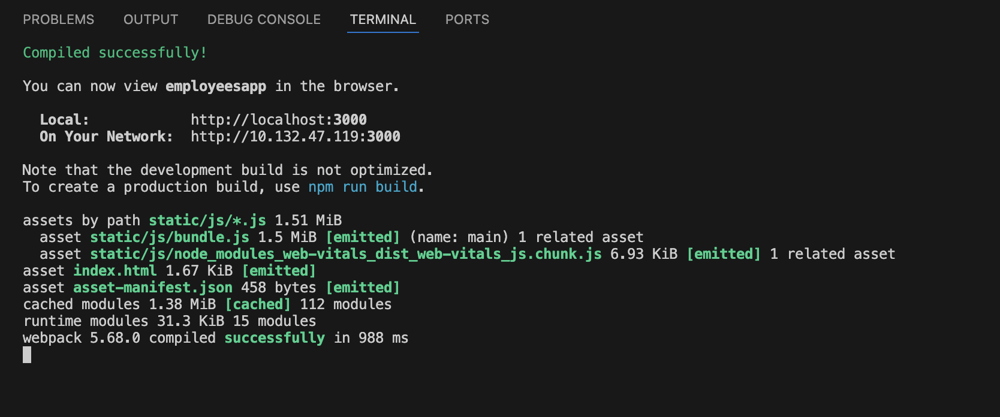 PROBLEMS OUTPUT DEBUG CONSOLE TERMINAL PORTS
Compiled successfully!
You can now view employeesapp in the browser.
Local: http://localhost:3000
On Your Network: http://10.132.47.119:3000
Note that the development build is not optimized.
To create a production build, use npm run build.
assets by path static/js/*.js 1.51 MiB
asset static/js/bundle.js 1.5 MiB [emitted] (name: main) 1 related asset
asset static/js/node_modules_web-vitals_dist_web-vitals_js.chunk.js 6.93 KiB [emitted] 1 related asset
asset index.html 1.67 KiB [emitted]
asset asset-manifest.json 458 bytes [emitted]
cached modules 1.38 MiB [cached] 112 modules
runtime modules 31.3 KiB 15 modules
webpack 5.68.0 compiled successfully in 988 ms